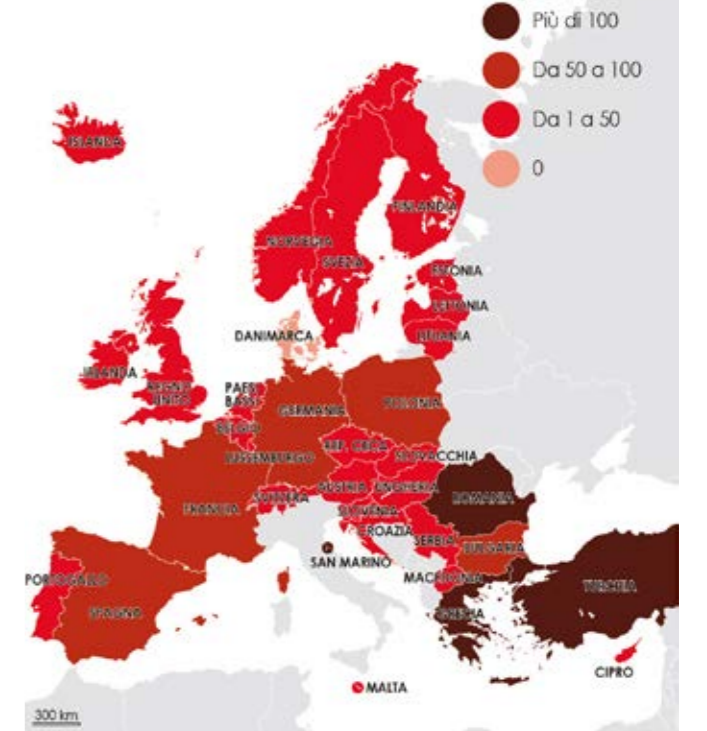 Più di 100
Da 50 a 100
Da 1 a 50
0
ISLANDA
FINLANDIA
NORVEGIA
SVEZIA
ESTONIA
LETTONIA
LITUANIA
DANIMARCA
IRLANDA
REGNO
UNITO
PAESI
BASSI
GERMANIA
POLONIA
BELGIO
LUSSEMBURGO
REP. CECA
SLOVACCHIA
AUSTRIA
UNGHERIA
SVIZZERA
FRANCIA
SLOVENIA
CROAZIA
ROMANIA
SERBIA
BULGARIA
SAN MARINO
MACEDONIA
PORTOGALLO
SPAGNA
GRECIA
TURCHIA
CIPRO
MALTA
300 km